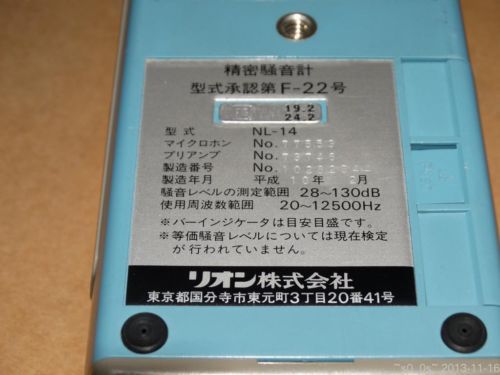 精密騒音計
型式承認第F-22号
19.2
24.2
型式 NL-14
マイクロホン No.
プリアンプ No.
製造番号 No.
製造年月 平成10年 月
騒音レベルの測定範囲 28〜130dB
使用周波数範囲 20〜12500Hz
※バーインジケータは目安目盛です。
※等価騒音レベルについては現在検定
が行われていません。
リオン株式会社
東京都国分寺市東元町3丁目20番41号
2013-11-16